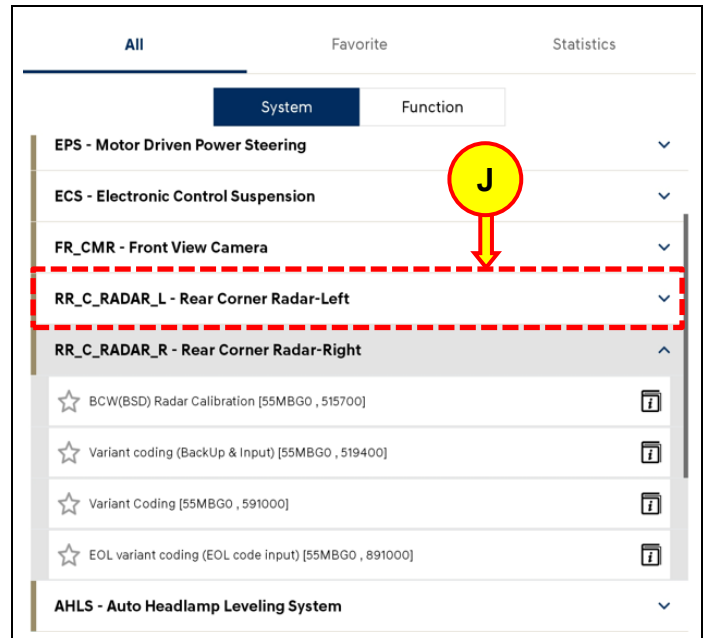 All Favorite Statistics
System Function
EPS - Motor Driven Power Steering
J
ECS - Electronic Control Suspension
FR_CMR - Front View Camera
RR_C_RADAR_L - Rear Corner Radar-Left
RR_C_RADAR_R - Rear Corner Radar-Right
BCW(BSD) Radar Calibration [55MBG0 , 515700]
Variant coding (BackUp & Input) [55MBG0 , 519400]
Variant Coding [55MBG0 , 591000]
EOL variant coding (EOL code input) [55MBG0 , 891000]
AHLS - Auto Headlamp Leveling System